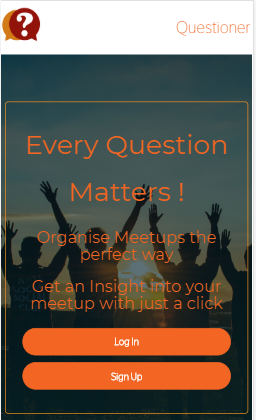 ?
Questioner
Every Question
Matters !
Organise Meetups the
perfect way
Get an Insight into your
meetup with just a click
Log In
Sign Up